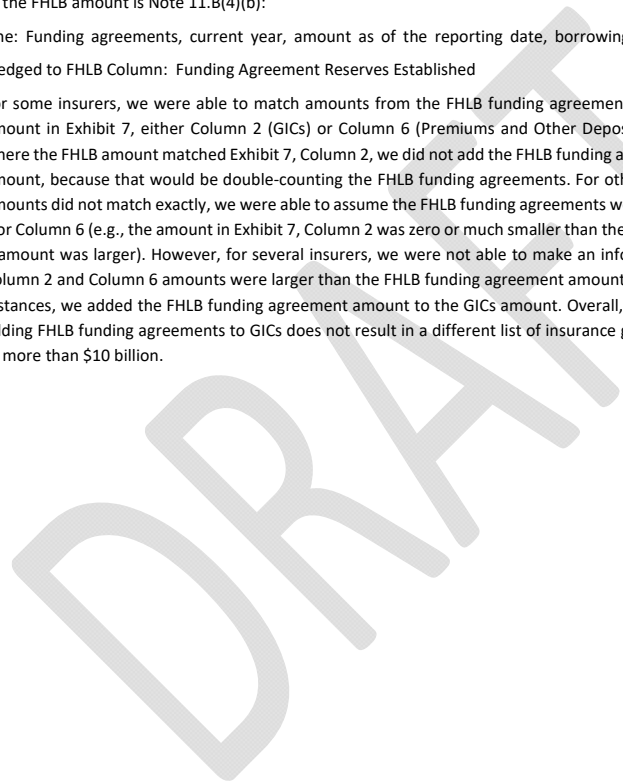 the FHLB amount is Note 11.B(4)(b):
ne: Funding agreements, current year, amount as of the reporting date, borrowing
edged to FHLB Column: Funding Agreement Reserves Established
or some insurers, we were able to match amounts from the FHLB funding agreemen
mount in Exhibit 7, either Column 2 (GICs) or Column 6 (Premiums and Other Depos
here the FHLB amount matched Exhibit 7, Column 2, we did not add the FHLB funding a
mount, because that would be double-counting the FHLB funding agreements. For oth
mounts did not match exactly, we were able to assume the FHLB funding agreements w
or Column 6 (e.g., the amount in Exhibit 7, Column 2 was zero or much smaller than the
amount was larger). However, for several insurers, we were not able to make an info
olumn 2 and Column 6 amounts were larger than the FHLB funding agreement amount
stances, we added the FHLB funding agreement amount to the GICs amount. Overall,
dding FHLB funding agreements to GICs does not result in a different list of insurance g
more than $10 billion.
DRAFT